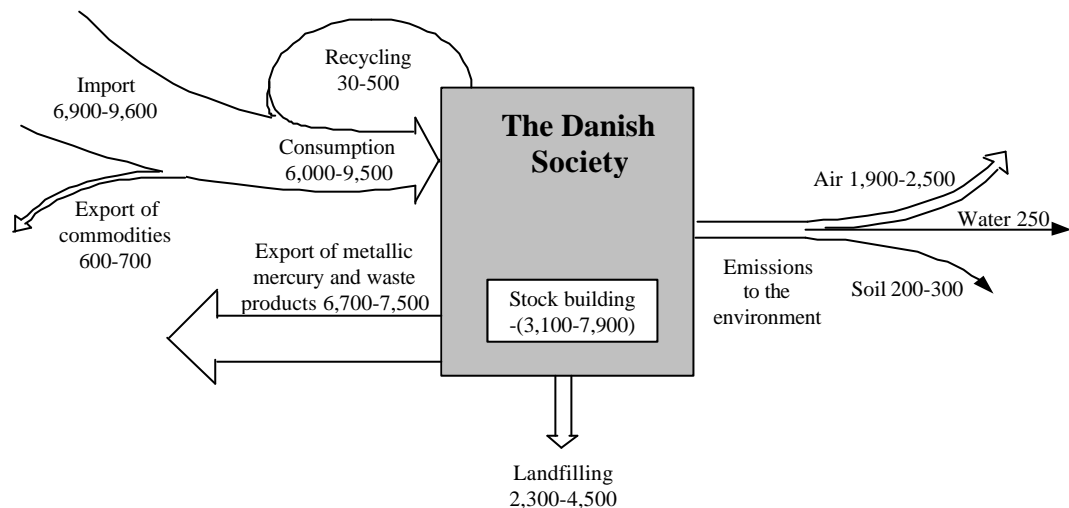 Recycling
30-500
Import
6,900-9,600
The Danish
Society
Consumption
6,000-9,500
Air 1,900-2,500
Export of
commodities
600-700
Water 250
Export of metallic
mercury and waste
products 6,700-7,500
Emissions
to the
environment
Soil 200-300
Stock building
-(3,100-7,900)
Landfilling
2,300-4,500